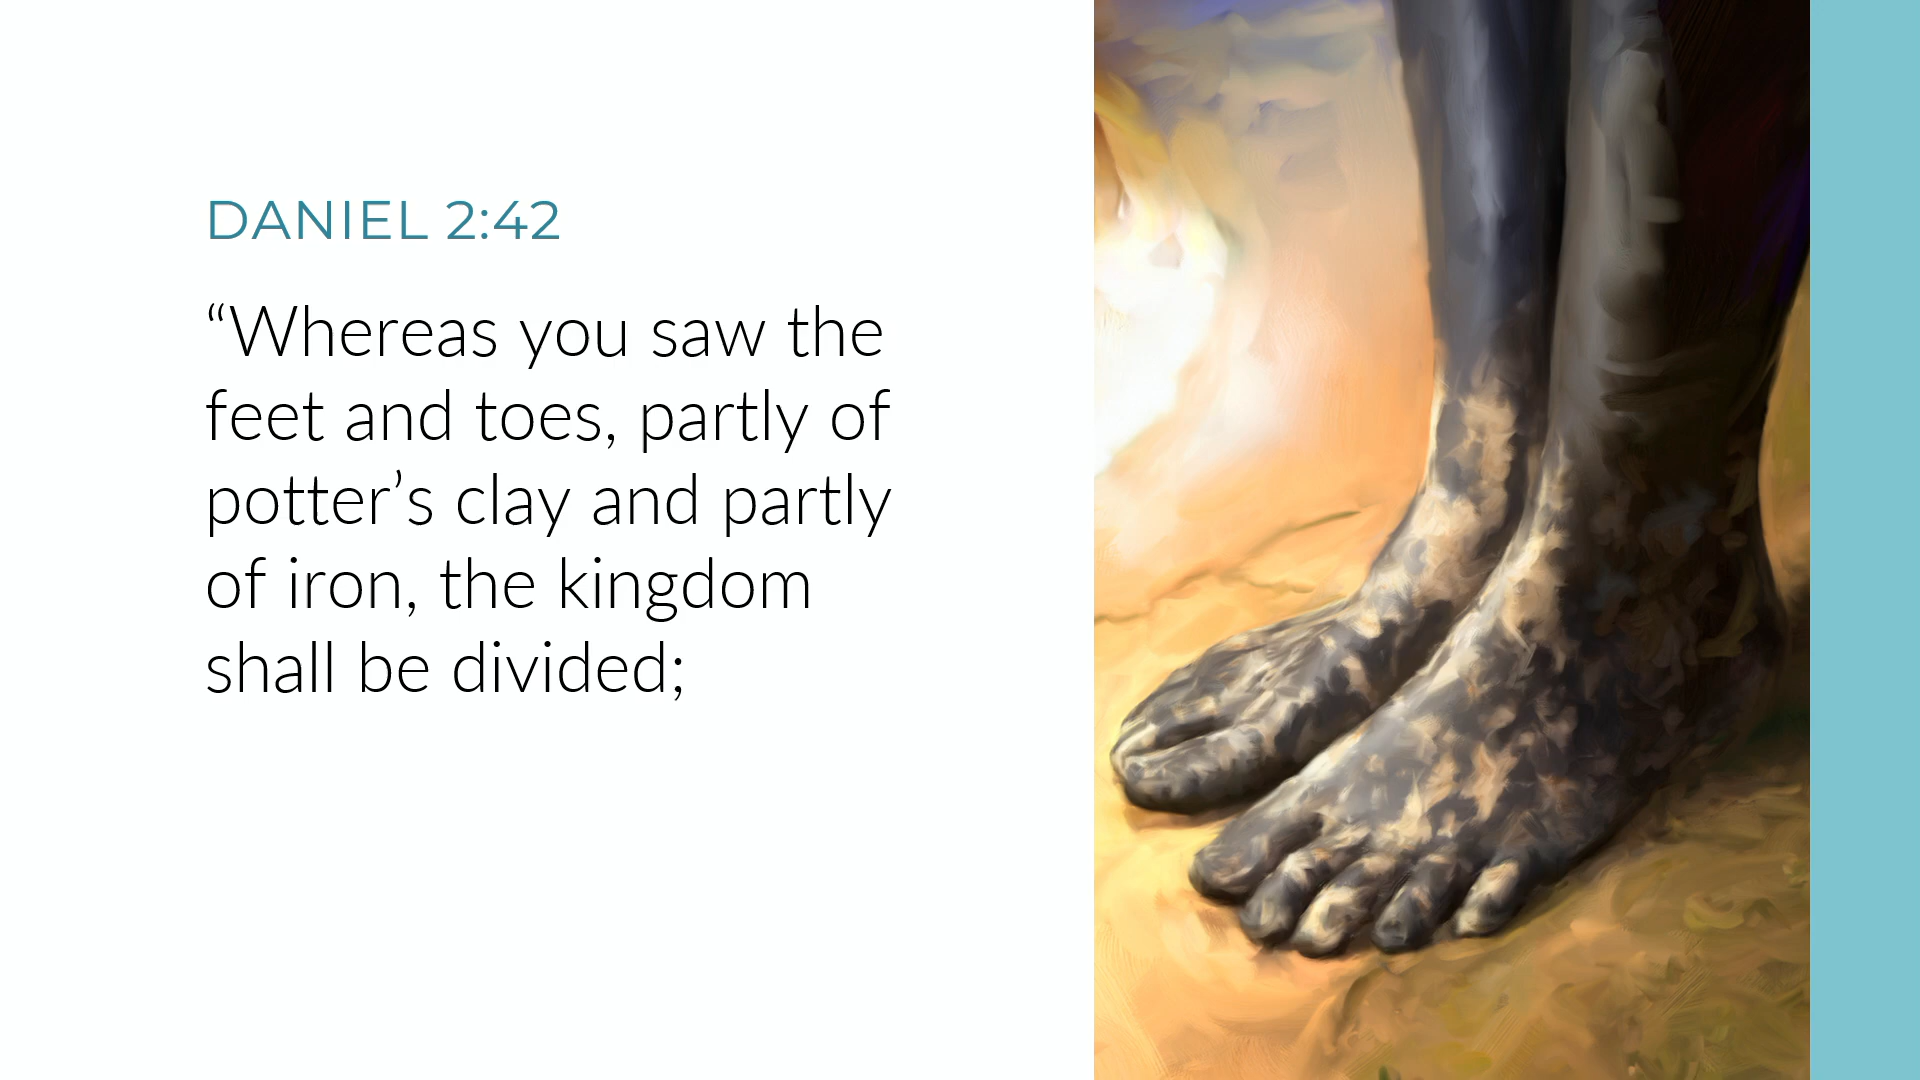 DANIEL 2:42
“Whereas you saw the
feet and toes, partly of
potter’s clay and partly
of iron, the kingdom
shall be divided;